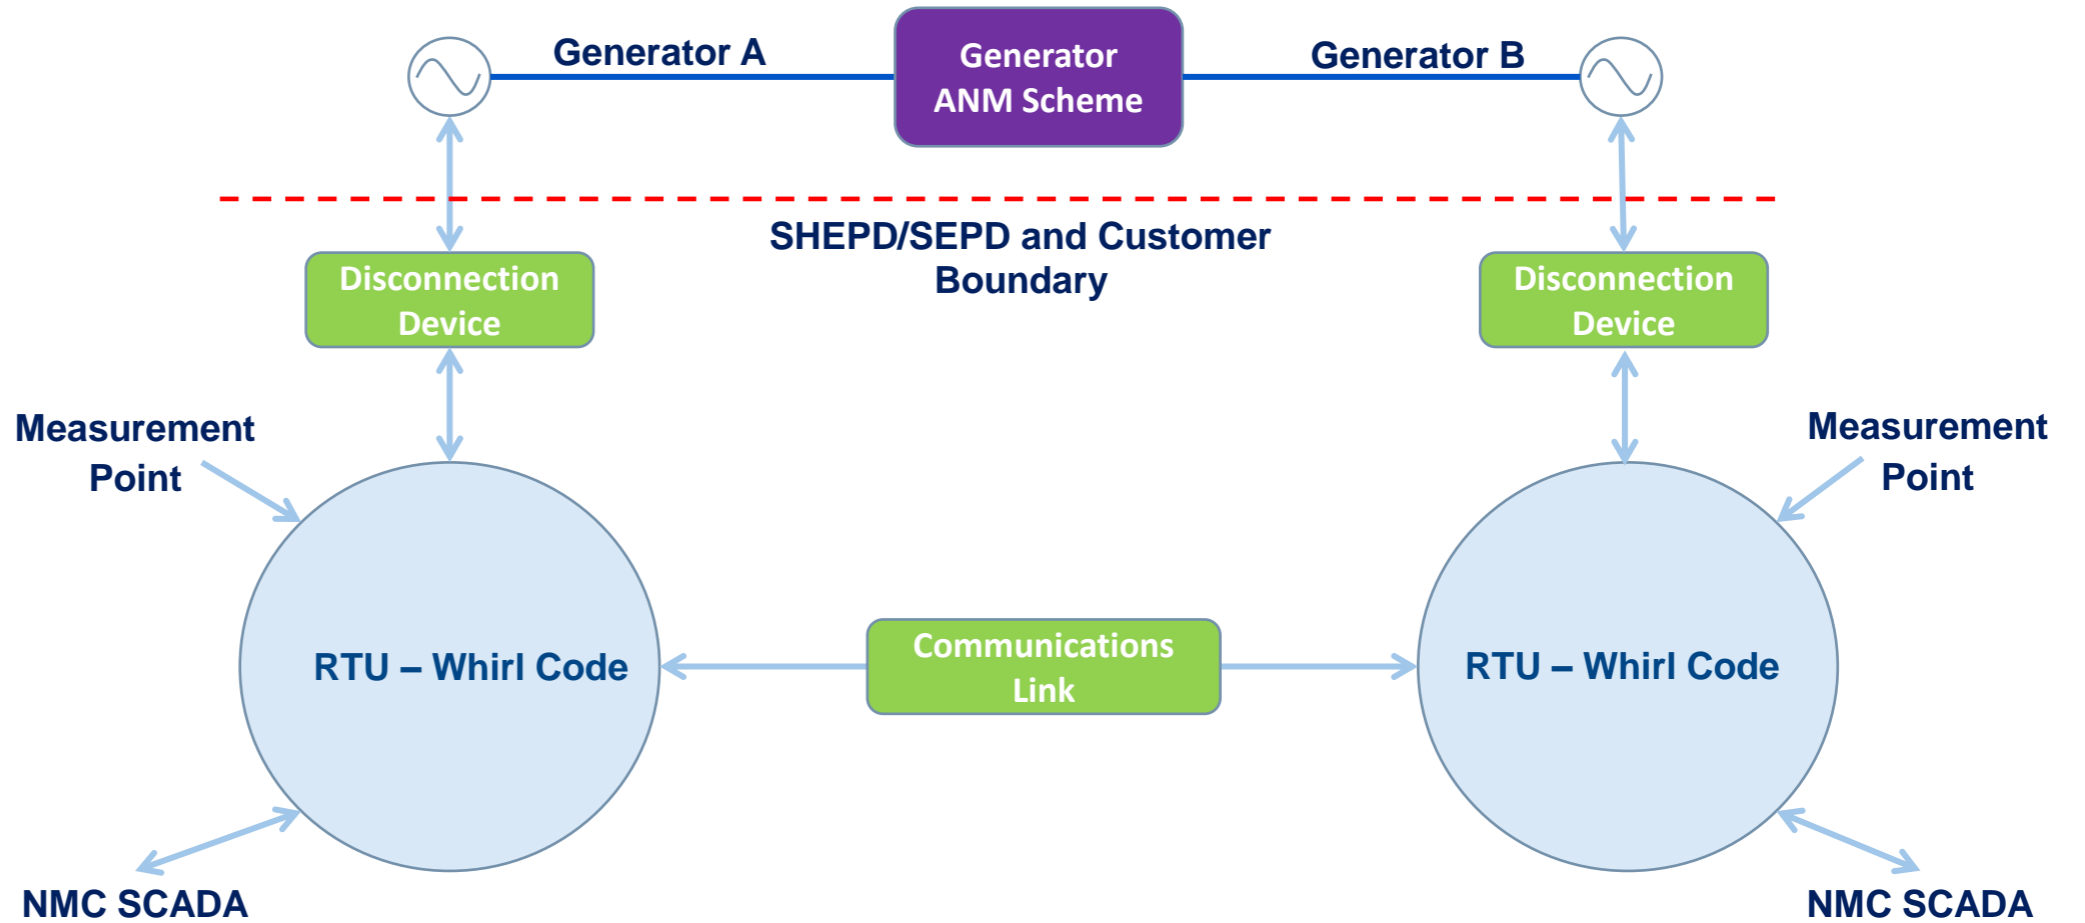 Generator A
Generator
ANM Scheme
Generator B
SHEPD/SEPD and Customer
Boundary
Disconnection
Device
Disconnection
Device
Measurement
Point
Measurement
Point
RTU – Whirl Code
Communications
Link
RTU – Whirl Code
NMC SCADA
NMC SCADA